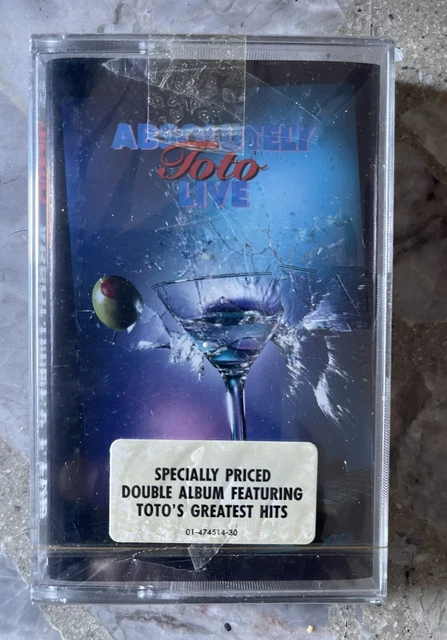 ABSOLUTELY
Toto
LIVE
SPECIALLY PRICED
DOUBLE ALBUM FEATURING
TOTO'S GREATEST HITS
01-474514-30